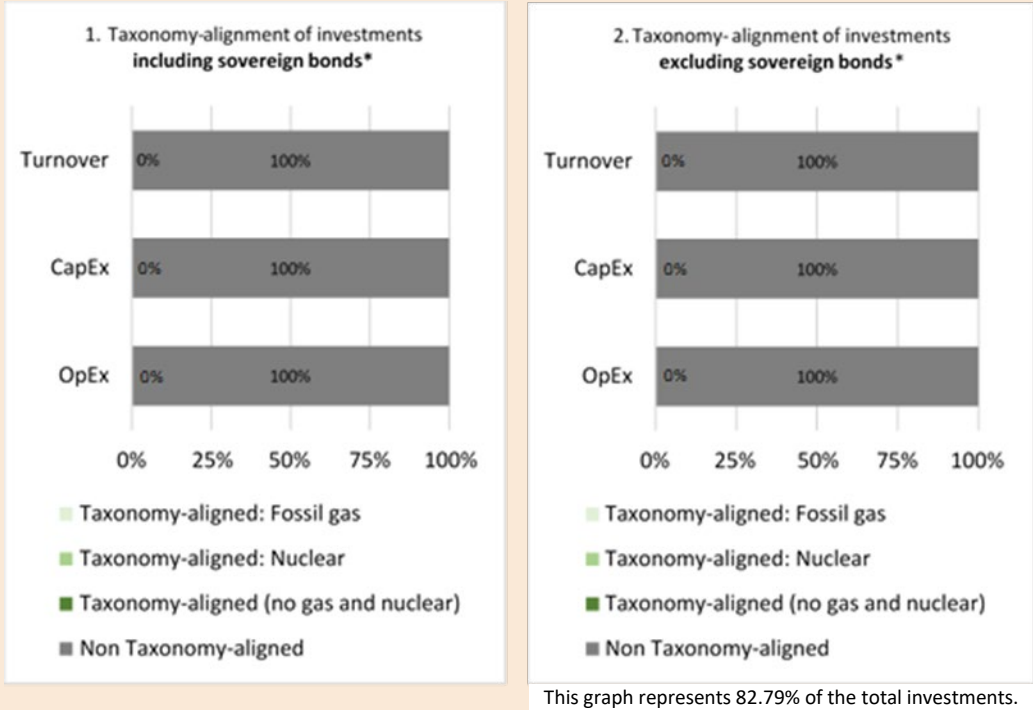 1. Taxonomy-alignment of investments
including sovereign bonds*
Turnover 0% 100%
CapEx 0% 100%
OpEx 0% 100%
0% 25% 50% 75% 100%
Taxonomy-aligned: Fossil gas
Taxonomy-aligned: Nuclear
Taxonomy-aligned (no gas and nuclear)
Non Taxonomy-aligned
2. Taxonomy-alignment of investments
excluding sovereign bonds*
Turnover 0% 100%
CapEx 0% 100%
OpEx 0% 100%
0% 25% 50% 75% 100%
Taxonomy-aligned: Fossil gas
Taxonomy-aligned: Nuclear
Taxonomy-aligned (no gas and nuclear)
Non Taxonomy-aligned
This graph represents 82.79% of the total investments.